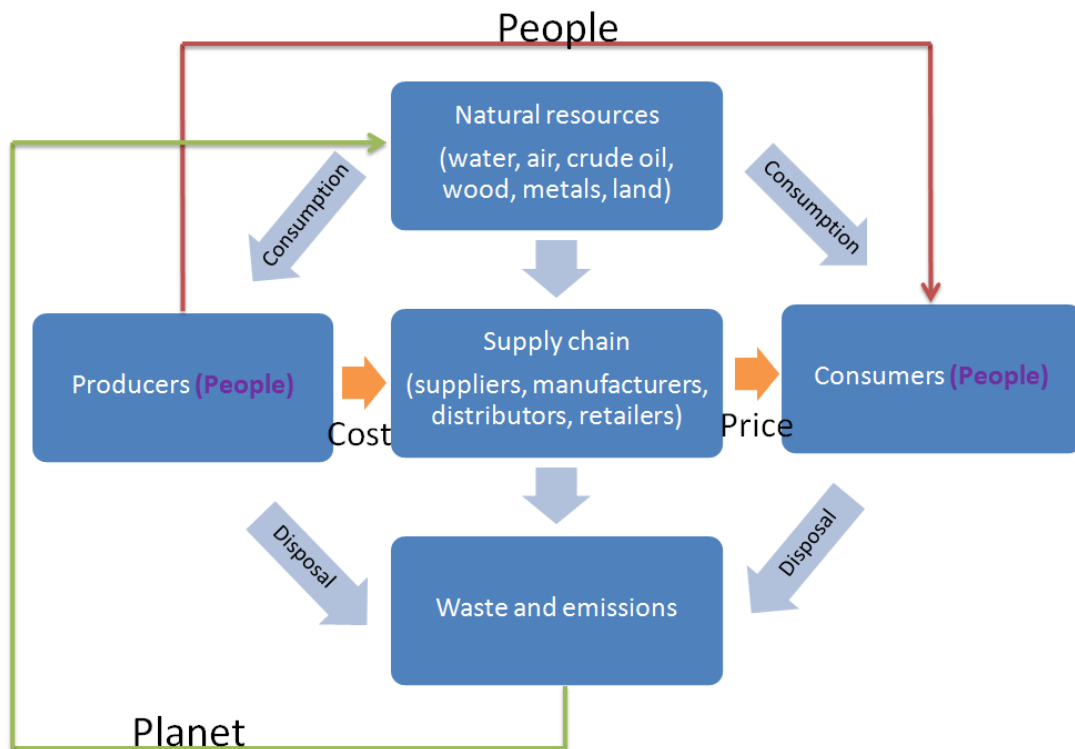 People
Natural resources
(water, air, crude oil,
wood, metals, land)
Consumption
Consumption
Producers (People)
Cost
Supply chain
(suppliers, manufacturers,
distributors, retailers)
Price
Consumers (People)
Disposal
Waste and emissions
Disposal
Planet